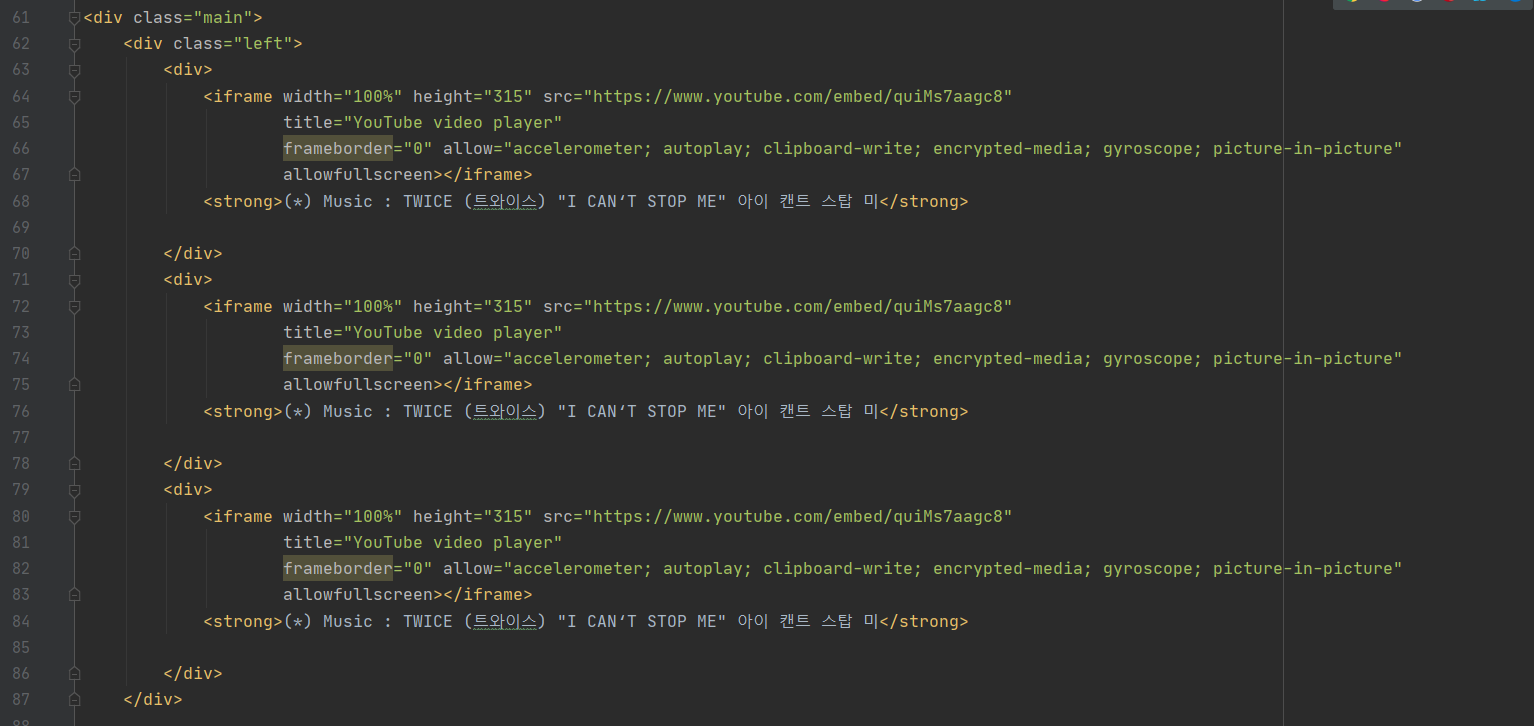 61 <div class="main">
62 <div class="left">
63 <div>
64 <iframe width="100%" height="315" src="https://www.youtube.com/embed/quiMs7aagc8"
65 title="YouTube video player"
66 frameborder="0" allow="accelerometer; autoplay; clipboard-write; encrypted-media; gyroscope; picture-in-picture"
67 allowfullscreen></iframe>
68 <strong>(*) Music : TWICE (트와이스) "I CAN‘T STOP ME" 아이 캔트 스탑 미</strong>
69
70 </div>
71 <div>
72 <iframe width="100%" height="315" src="https://www.youtube.com/embed/quiMs7aagc8"
73 title="YouTube video player"
74 frameborder="0" allow="accelerometer; autoplay; clipboard-write; encrypted-media; gyroscope; picture-in-picture"
75 allowfullscreen></iframe>
76 <strong>(*) Music : TWICE (트와이스) "I CAN‘T STOP ME" 아이 캔트 스탑 미</strong>
77
78 </div>
79 <div>
80 <iframe width="100%" height="315" src="https://www.youtube.com/embed/quiMs7aagc8"
81 title="YouTube video player"
82 frameborder="0" allow="accelerometer; autoplay; clipboard-write; encrypted-media; gyroscope; picture-in-picture"
83 allowfullscreen></iframe>
84 <strong>(*) Music : TWICE (트와이스) "I CAN‘T STOP ME" 아이 캔트 스탑 미</strong>
85
86 </div>
87 </div>
88